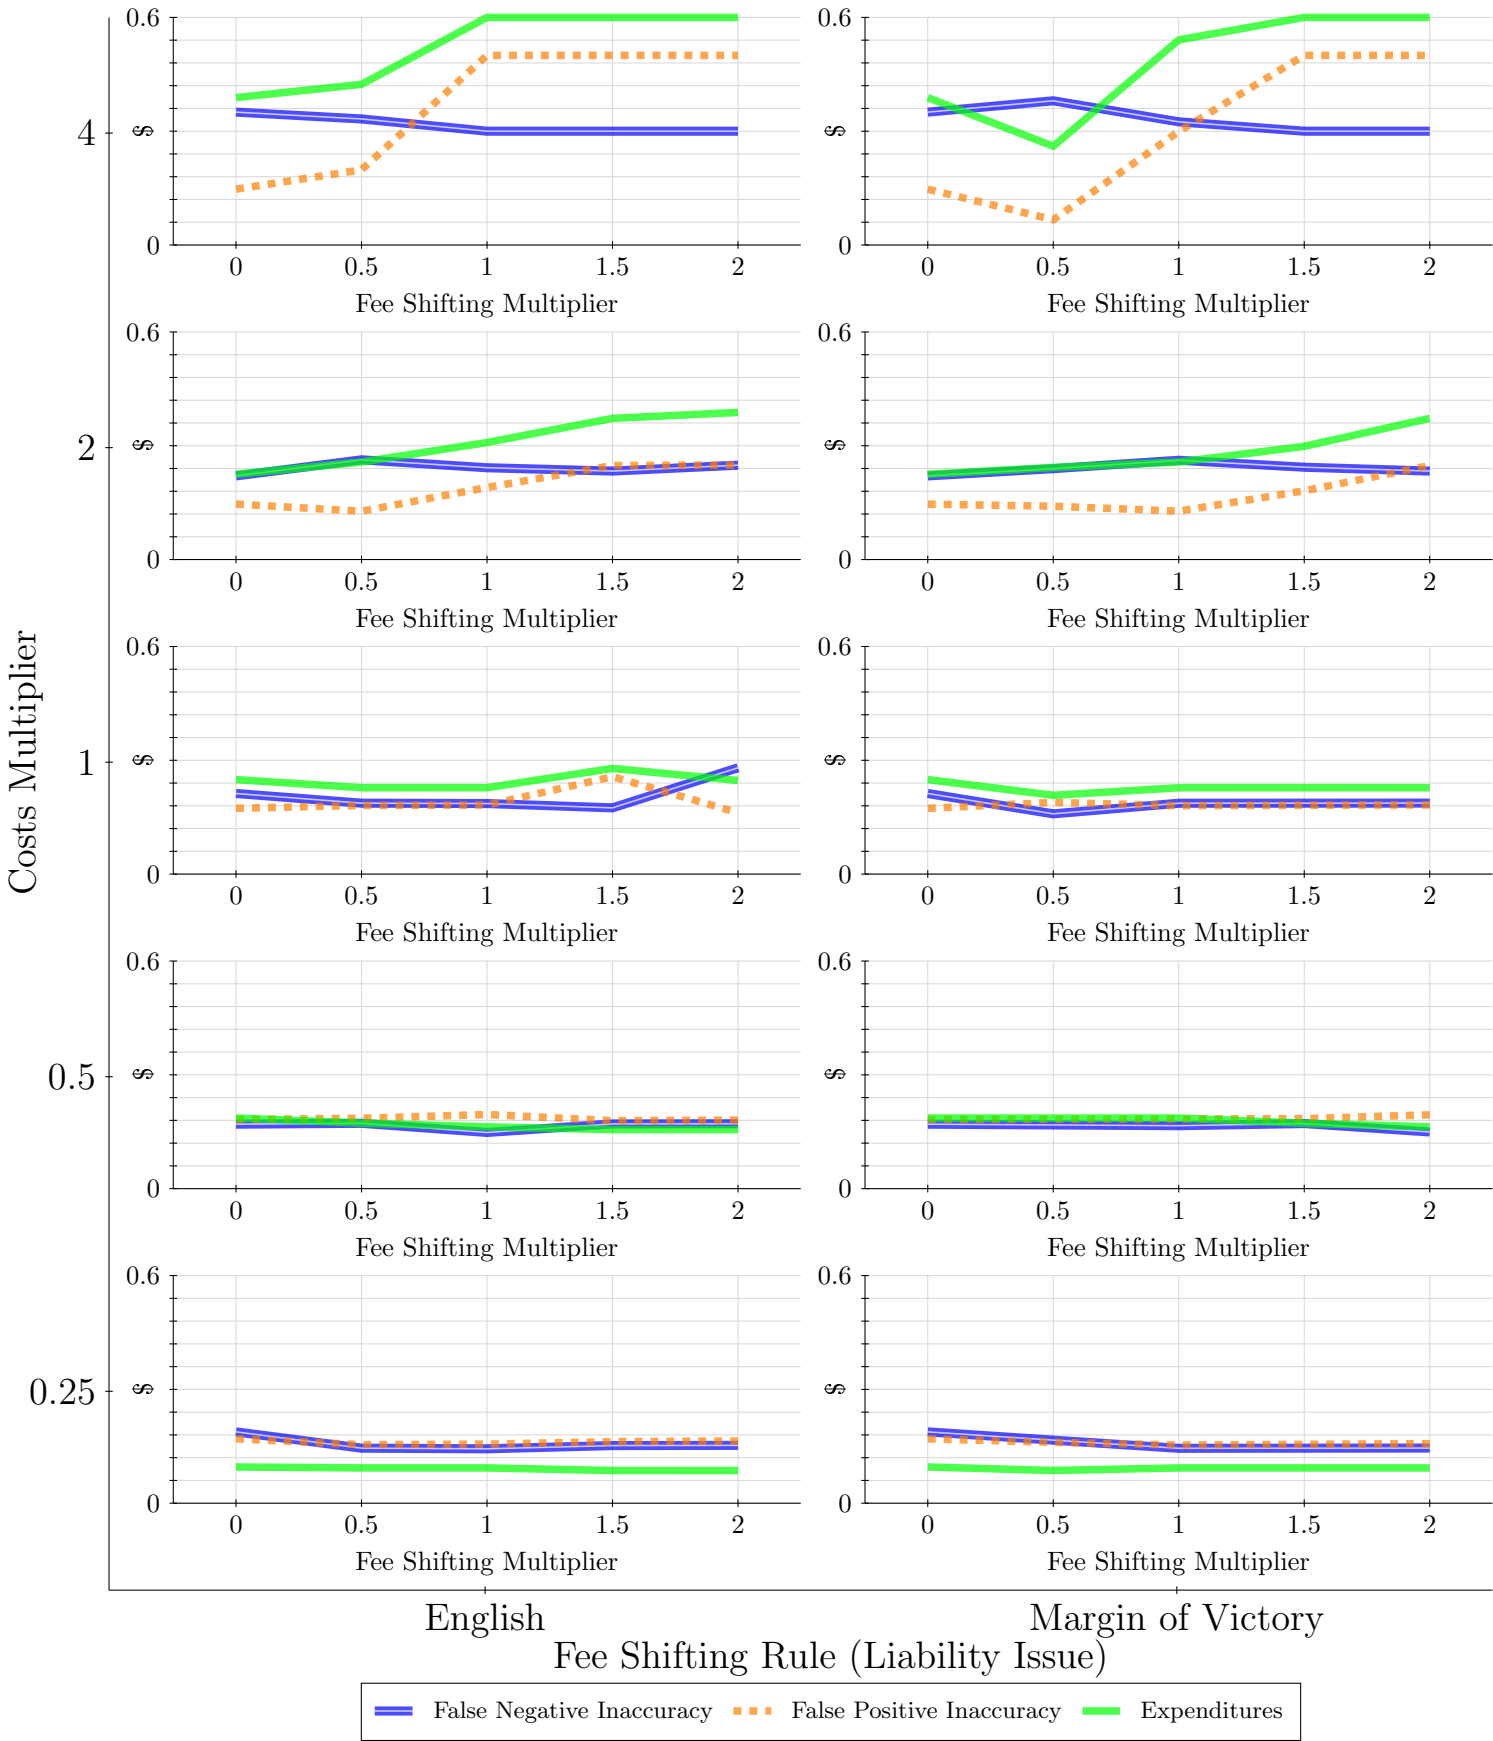 0.6 0.6
4 $ $
0 0
0 0.5 1 1.5 2 0 0.5 1 1.5 2
Fee Shifting Multiplier Fee Shifting Multiplier
0.6 0.6
2 $ $
0 0
0 0.5 1 1.5 2 0 0.5 1 1.5 2
Fee Shifting Multiplier Fee Shifting Multiplier
0.6 0.6
Costs Multiplier
1 $ $
0 0
0 0.5 1 1.5 2 0 0.5 1 1.5 2
Fee Shifting Multiplier Fee Shifting Multiplier
0.6 0.6
0.5 $ $
0 0
0 0.5 1 1.5 2 0 0.5 1 1.5 2
Fee Shifting Multiplier Fee Shifting Multiplier
0.6 0.6
0.25 $ $
0 0
0 0.5 1 1.5 2 0 0.5 1 1.5 2
Fee Shifting Multiplier Fee Shifting Multiplier
English Margin of Victory
Fee Shifting Rule (Liability Issue)
False Negative Inaccuracy False Positive Inaccuracy Expenditures